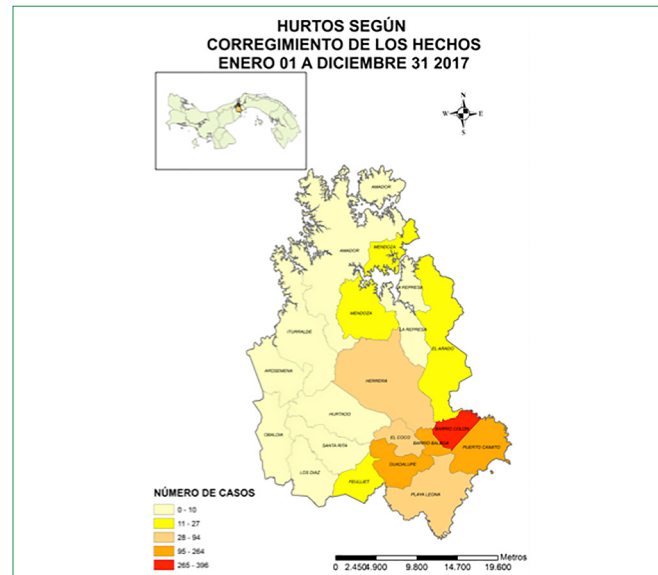 HURTOS SEGÚN
CORREGIMIENTO DE LOS HECHOS
ENERO 01 A DICIEMBRE 31 2017
N
W E
S
AMADOR
AMADOR
MENDOZA
LA REPRESA
MENDOZA
LA REPRESA
ITURRALDE
EL ARADO
AROSEMENA
HERRERA
HURTADO
OBALDIA
EL COCO
BARRIO COLON
BARRIO BALBOA
SANTA RITA
PUERTO CAIMITO
GUADALUPE
LOS DIAZ
FEUILLET
PLAYA LEONA
NÚMERO DE CASOS
0 - 10
11 - 27
28 - 94
95 - 264
265 - 396
Metros
0 2.450 4.900 9.800 14.700 19.600